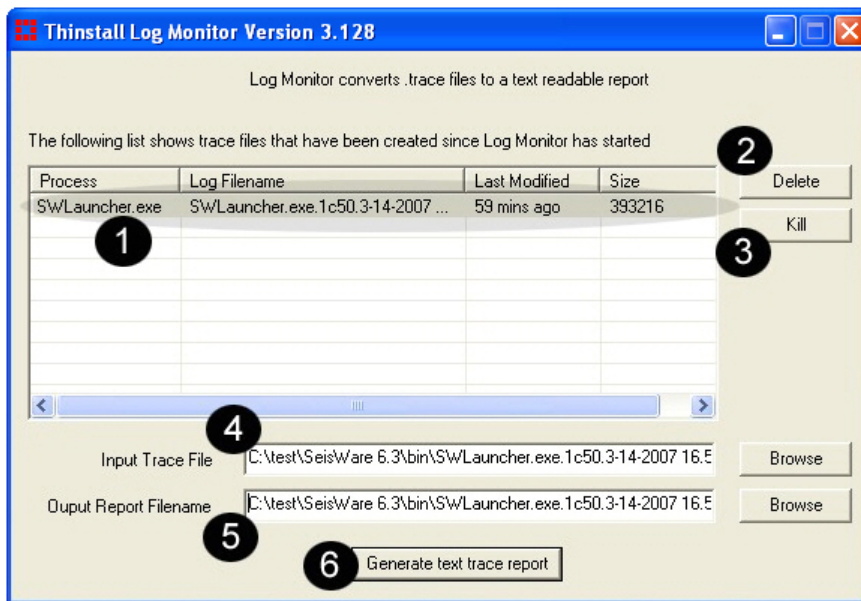 Thinstall Log Monitor Version 3.128
Log Monitor converts .trace files to a text readable report
The following list shows trace files that have been created since Log Monitor has started
2
Process Log Filename Last Modified Size Delete
SWLauncher.exe SWLauncher.exe.1c50.3-14-2007 ... 59 mins ago 393216
1
Kill
3
4
Input Trace File C:\test\SeisWare 6.3\bin\SWLauncher.exe.1c50.3-14-2007 16.5 Browse
Ouput Report Filename C:\test\SeisWare 6.3\bin\SWLauncher.exe.1c50.3-14-2007 16.5 Browse
5
6 Generate text trace report